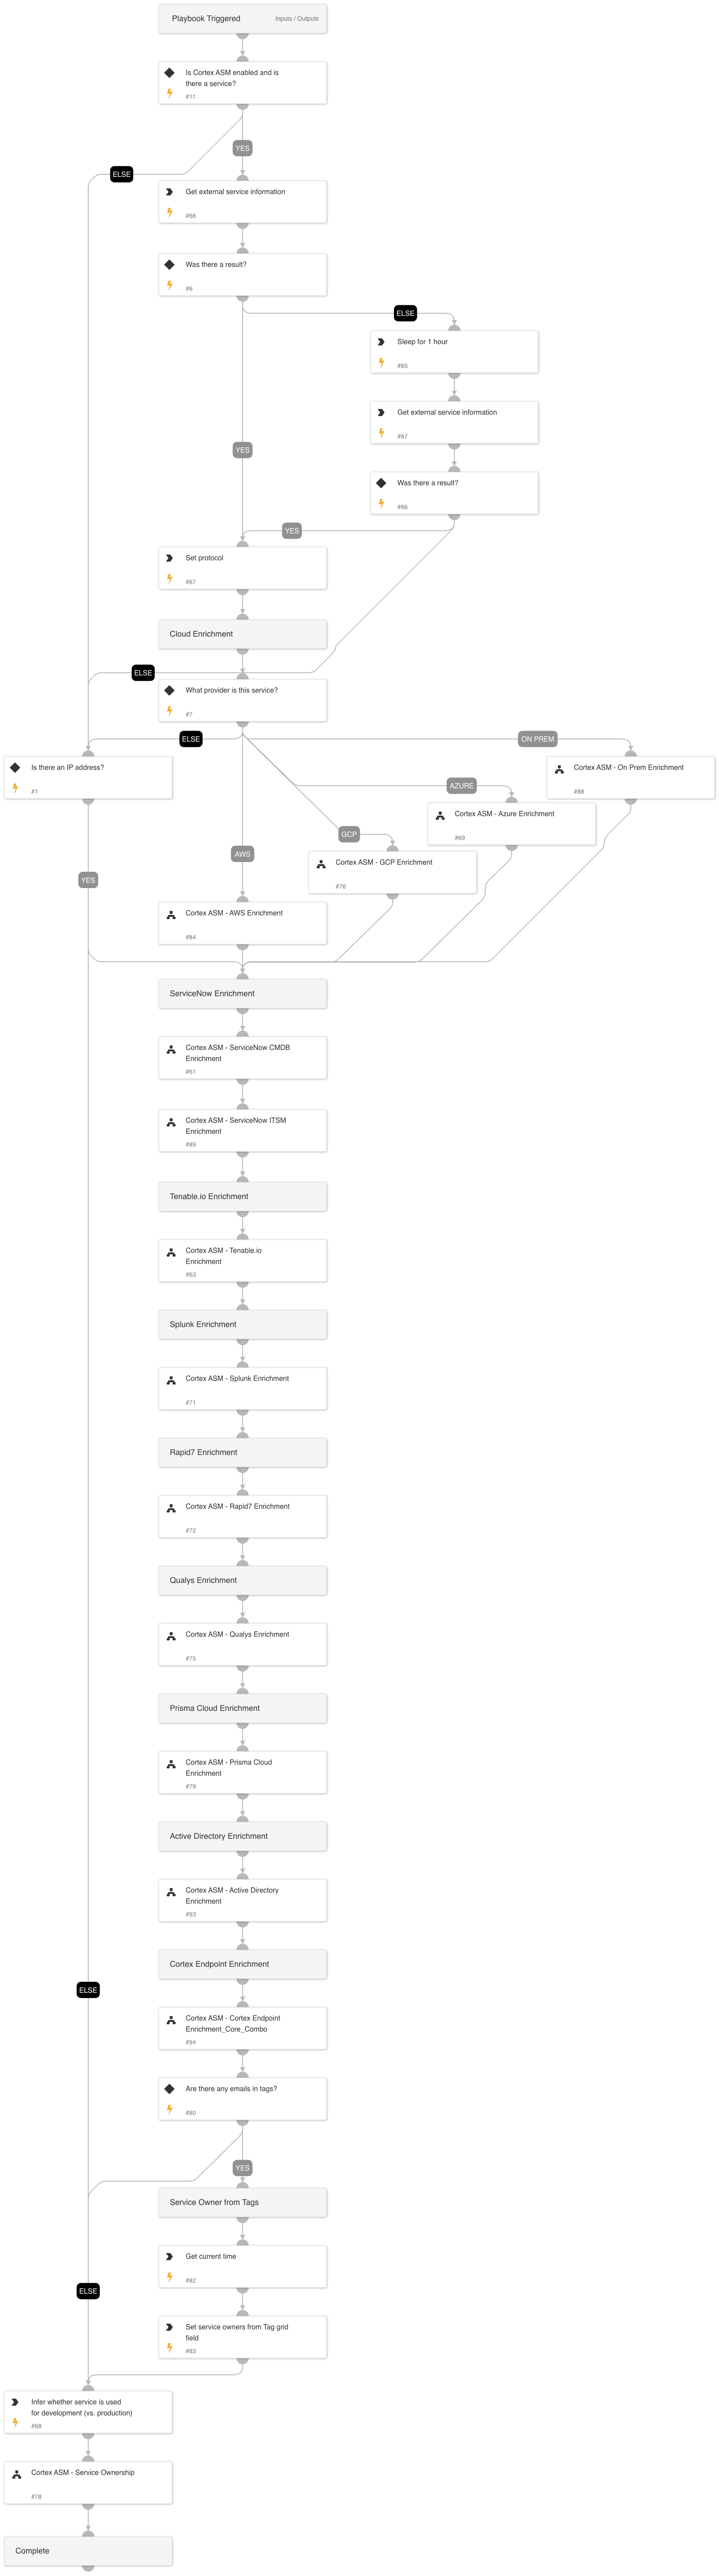 Playbook Triggered
Inputs / Outputs
Is Cortex ASM enabled and is
there a service?
#11
YES
ELSE
Get external service information
#66
Was there a result?
#6
ELSE
Sleep for 1 hour
#85
Get external service information
#87
YES
Was there a result?
#86
YES
Set protocol
#67
Cloud Enrichment
ELSE
What provider is this service?
#7
ELSE
ON PREM
Is there an IP address?
#1
Cortex ASM - On Prem Enrichment
#88
AZURE
Cortex ASM - Azure Enrichment
#69
GCP
AWS
Cortex ASM - GCP Enrichment
#76
YES
Cortex ASM - AWS Enrichment
#84
ServiceNow Enrichment
Cortex ASM - ServiceNow CMDB
Enrichment
#61
Cortex ASM - ServiceNow ITSM
Enrichment
#89
Tenable.io Enrichment
Cortex ASM - Tenable.io
Enrichment
#63
Splunk Enrichment
Cortex ASM - Splunk Enrichment
#71
Rapid7 Enrichment
Cortex ASM - Rapid7 Enrichment
#72
Qualys Enrichment
Cortex ASM - Qualys Enrichment
#75
Prisma Cloud Enrichment
Cortex ASM - Prisma Cloud
Enrichment
#79
Active Directory Enrichment
Cortex ASM - Active Directory
Enrichment
#93
Cortex Endpoint Enrichment
ELSE
Cortex ASM - Cortex Endpoint
Enrichment_Core_Combo
#94
Are there any emails in tags?
#80
YES
Service Owner from Tags
Get current time
#82
ELSE
Set service owners from Tag grid
field
#83
Infer whether service is used
for development (vs. production)
#68
Cortex ASM - Service Ownership
#78
Complete